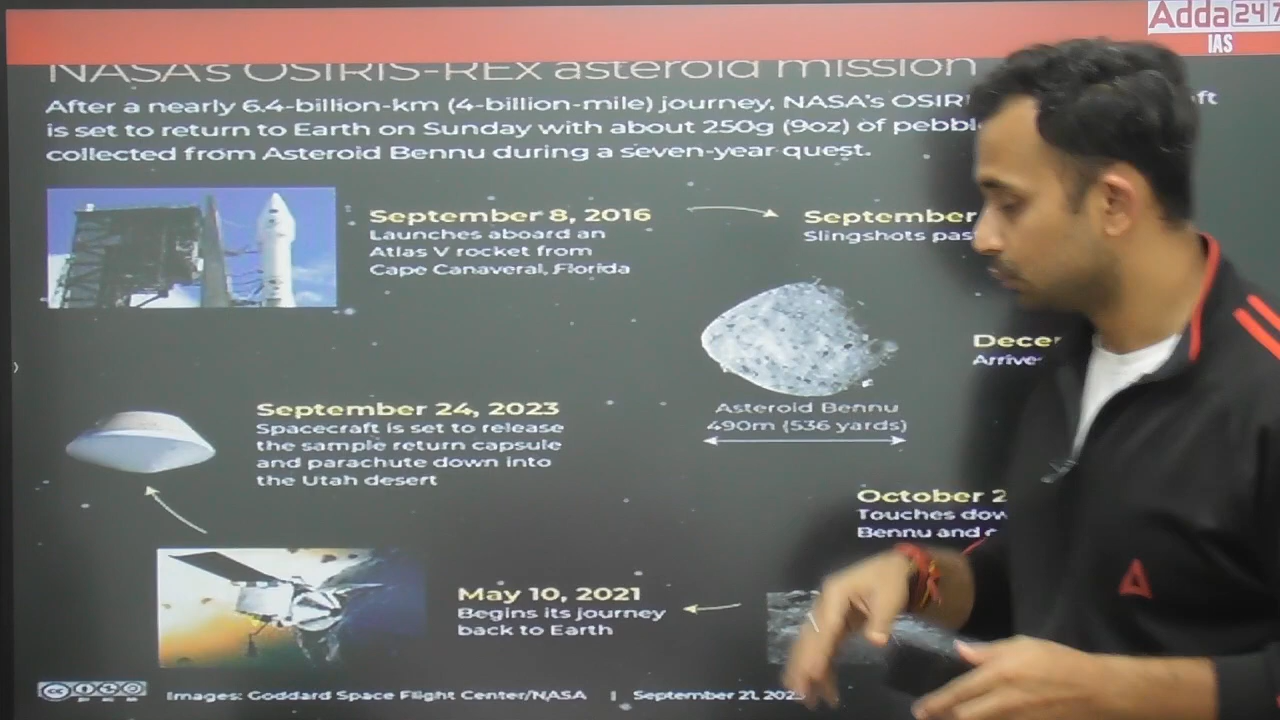 Adda 247
IAS
NASA's OSIRIS-REx asteroid mission
After a nearly 6.4-billion-km (4-billion-mile) journey, NASA's OSIRI ft
is set to return to Earth on Sunday with about 250g (9oz) of pebbl
collected from Asteroid Bennu during a seven-year quest.
September 8, 2016
Launches aboard an
Atlas V rocket from
Cape Canaveral, Florida
September
Slingshots pas
Asteroid Bennu
490m (536 yards)
Decem
Arrive
September 24, 2023
Spacecraft is set to release
the sample return capsule
and parachute down into
the Utah desert
October 2
Touches dow
Bennu and c
May 10, 2021
Begins its journey
back to Earth
Images: Goddard Space Flight Center/NASA | September 21, 2023